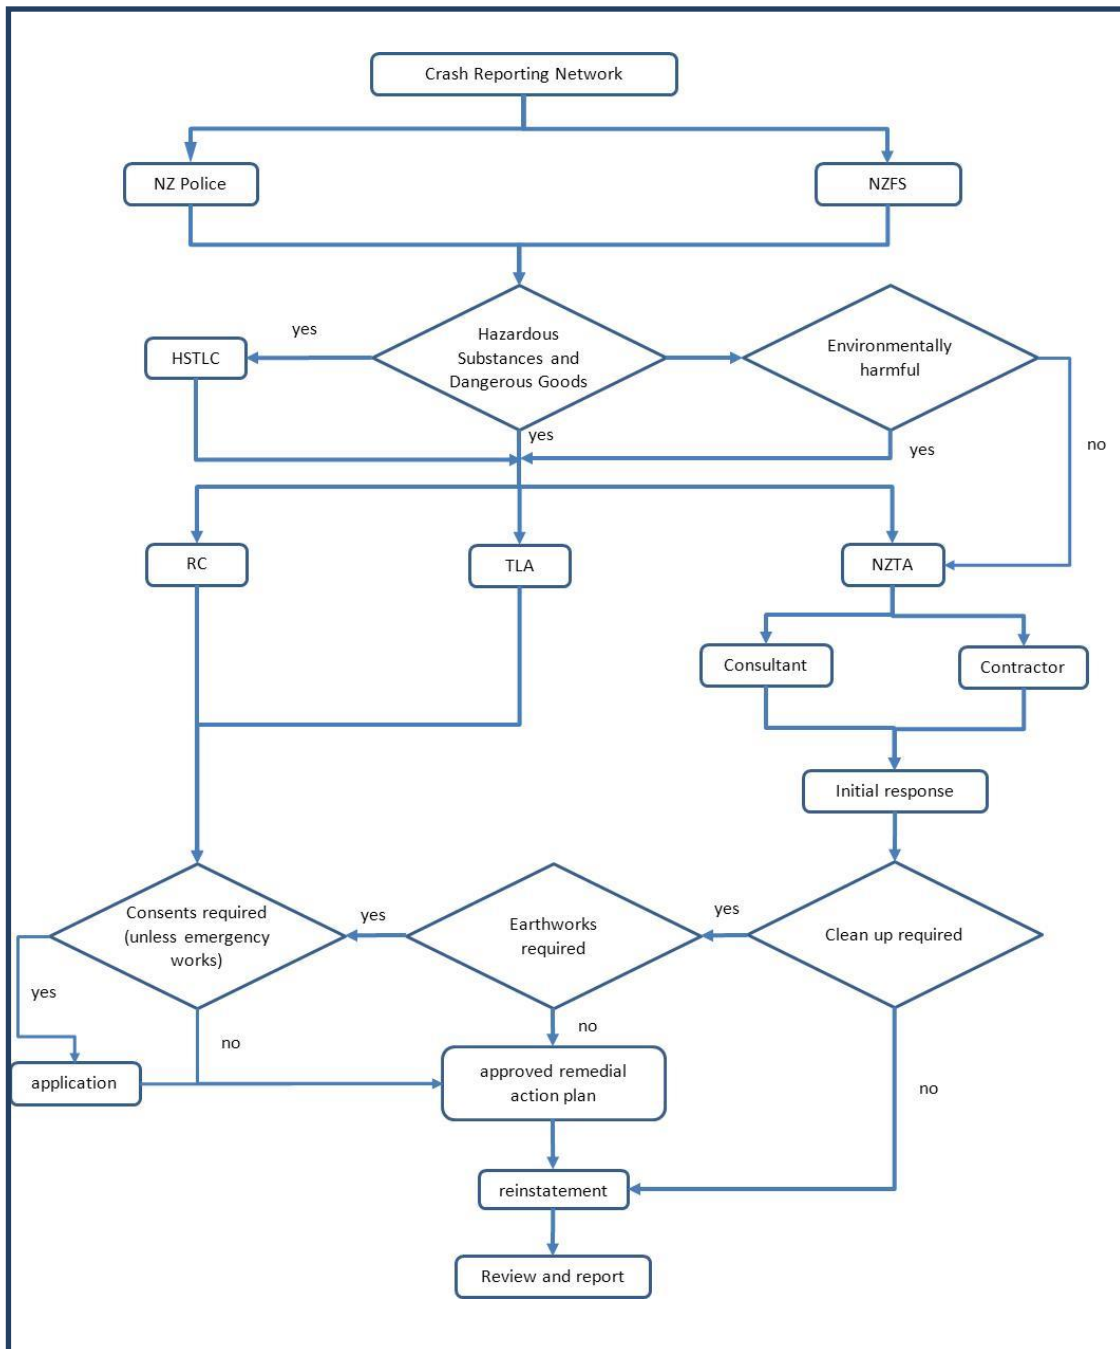 Crash Reporting Network
NZ Police
NZFS
yes
Hazardous
Substances and
Dangerous Goods
Environmentally
harmful
HSTLC
yes
yes
no
RC
TLA
NZTA
Consultant
Contractor
Initial response
Consents required
(unless emergency
works)
yes
Earthworks
required
yes
Clean up required
yes
no
no
application
approved remedial
action plan
no
reinstatement
Review and report